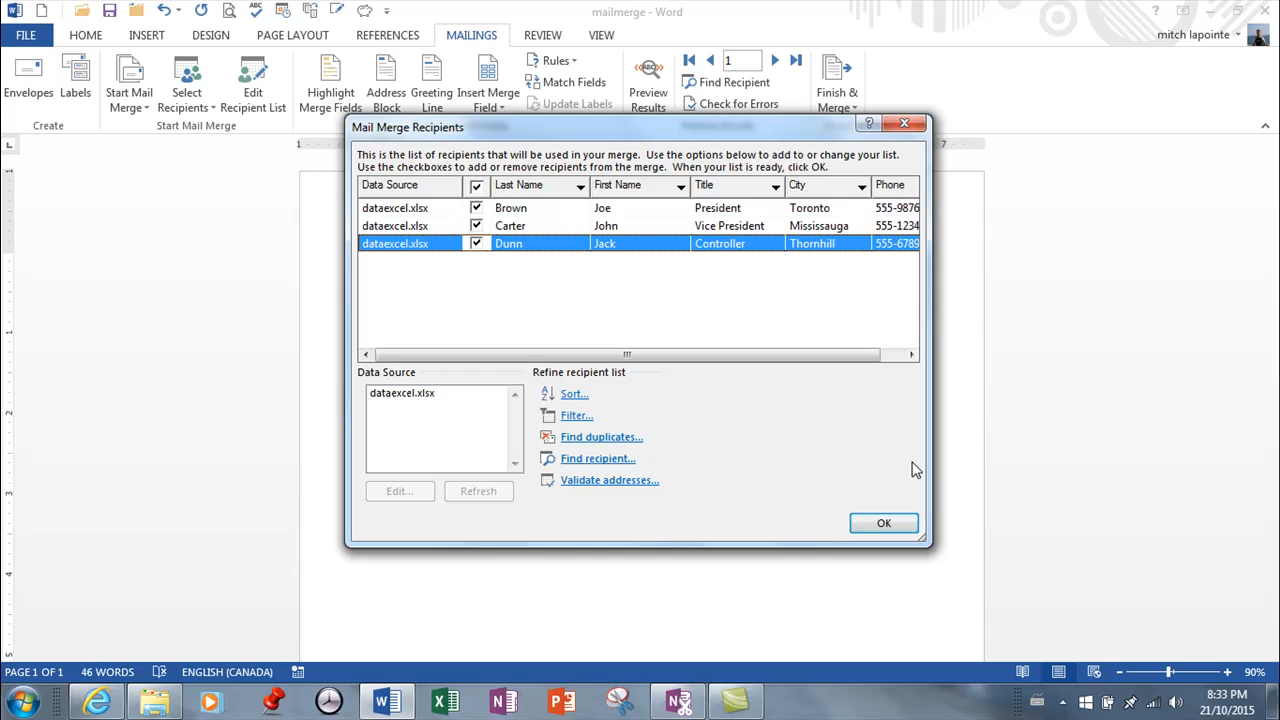 mailmerge - Word
FILE HOME INSERT DESIGN PAGE LAYOUT REFERENCES MAILINGS REVIEW VIEW mitch lapointe
Envelopes Labels Start Mail Merge Select Recipients Edit Recipient List Highlight Merge Fields Address Block Greeting Line Insert Merge Field Preview Results Finish & Merge
Rules
Match Fields
Update Labels
1
Find Recipient
Check for Errors
Create Start Mail Merge
Mail Merge Recipients
This is the list of recipients that will be used in your merge. Use the options below to add to or change your list.
Use the checkboxes to add or remove recipients from the merge. When your list is ready, click OK.
Data Source Last Name First Name Title City Phone
dataexcel.xlsx Brown Joe President Toronto 555-9876
dataexcel.xlsx Carter John Vice President Mississauga 555-1234
dataexcel.xlsx Dunn Jack Controller Thornhill 555-6789
Data Source
dataexcel.xlsx
Edit... Refresh
Refine recipient list
Sort...
Filter...
Find duplicates...
Find recipient...
Validate addresses...
OK
PAGE 1 OF 1 46 WORDS ENGLISH (CANADA) 90%
8:33 PM
21/10/2015